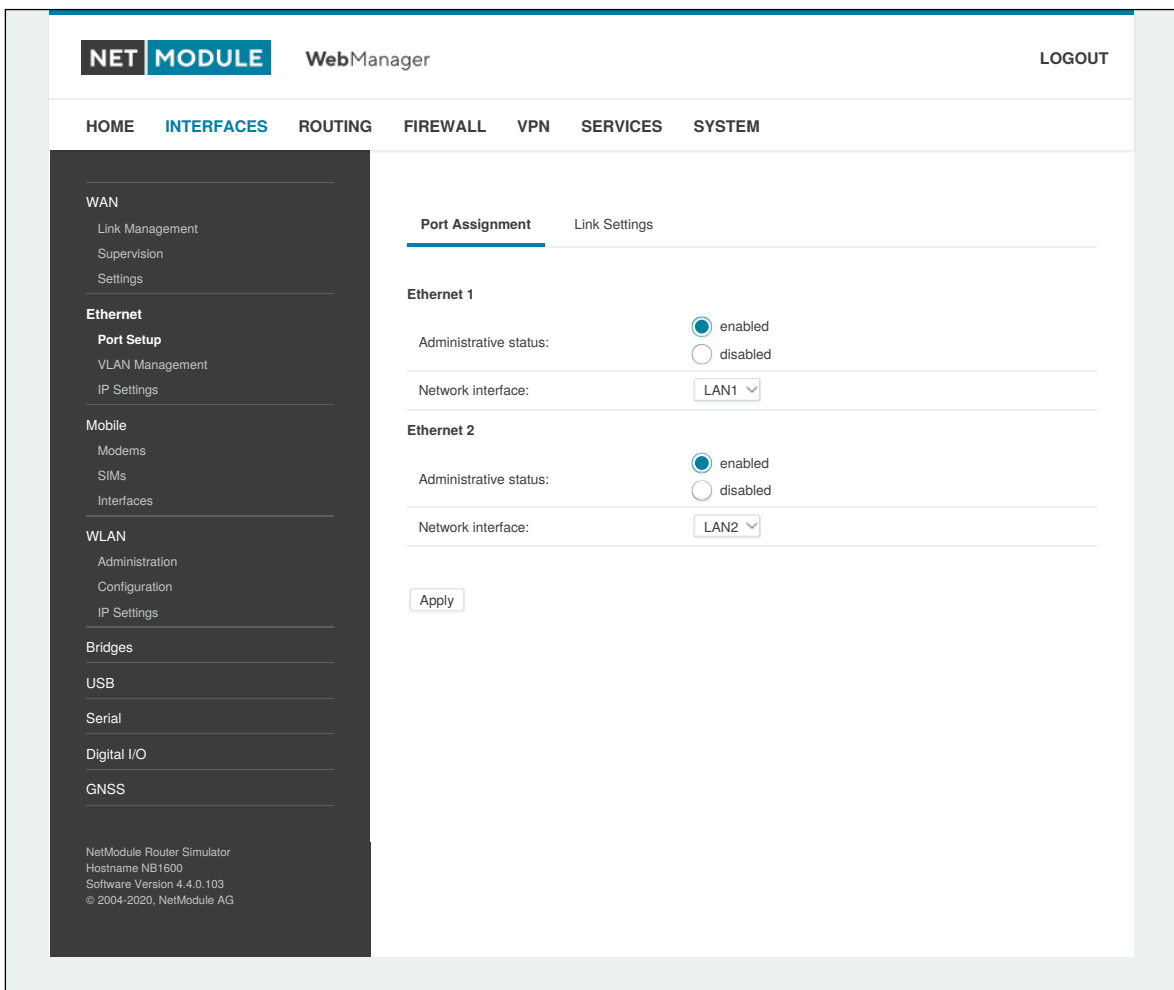 NET MODULE WebManager LOGOUT
HOME INTERFACES ROUTING FIREWALL VPN SERVICES SYSTEM
WAN
Link Management
Supervision
Settings
Ethernet
Port Setup
VLAN Management
IP Settings
Mobile
Modems
SIMs
Interfaces
WLAN
Administration
Configuration
IP Settings
Bridges
USB
Serial
Digital I/O
GNSS
NetModule Router Simulator
Hostname NB1600
Software Version 4.4.0.103
© 2004-2020, NetModule AG
Port Assignment Link Settings
Ethernet 1
Administrative status:
enabled
disabled
Network interface: LAN1
Ethernet 2
Administrative status:
enabled
disabled
Network interface: LAN2
Apply